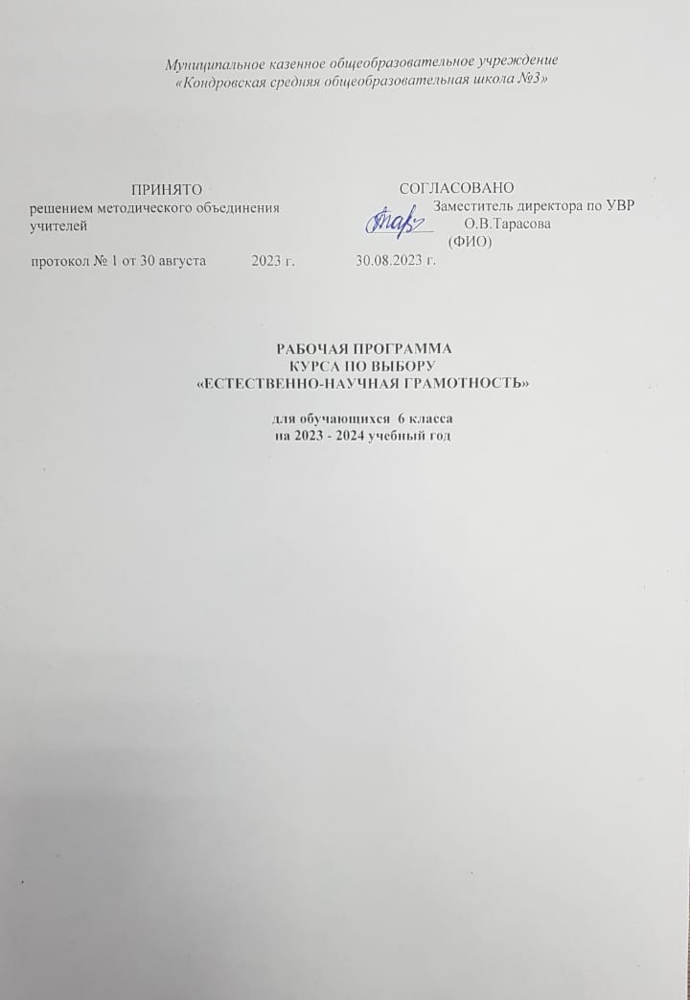 Муниципальное казенное общеобразовательное учреждение
«Кондровская средняя общеобразовательная школа №3»
ПРИНЯТО
решением методического объединения
учителей
протокол № 1 от 30 августа 2023 г.
СОГЛАСОВАНО
Заместитель директора по УВР
О.В.Тарасова
(ФИО)
30.08.2023 г.
РАБОЧАЯ ПРОГРАММА
КУРСА ПО ВЫБОРУ
«ЕСТЕСТВЕННО-НАУЧНАЯ ГРАМОТНОСТЬ»
для обучающихся 6 класса
на 2023 - 2024 учебный год